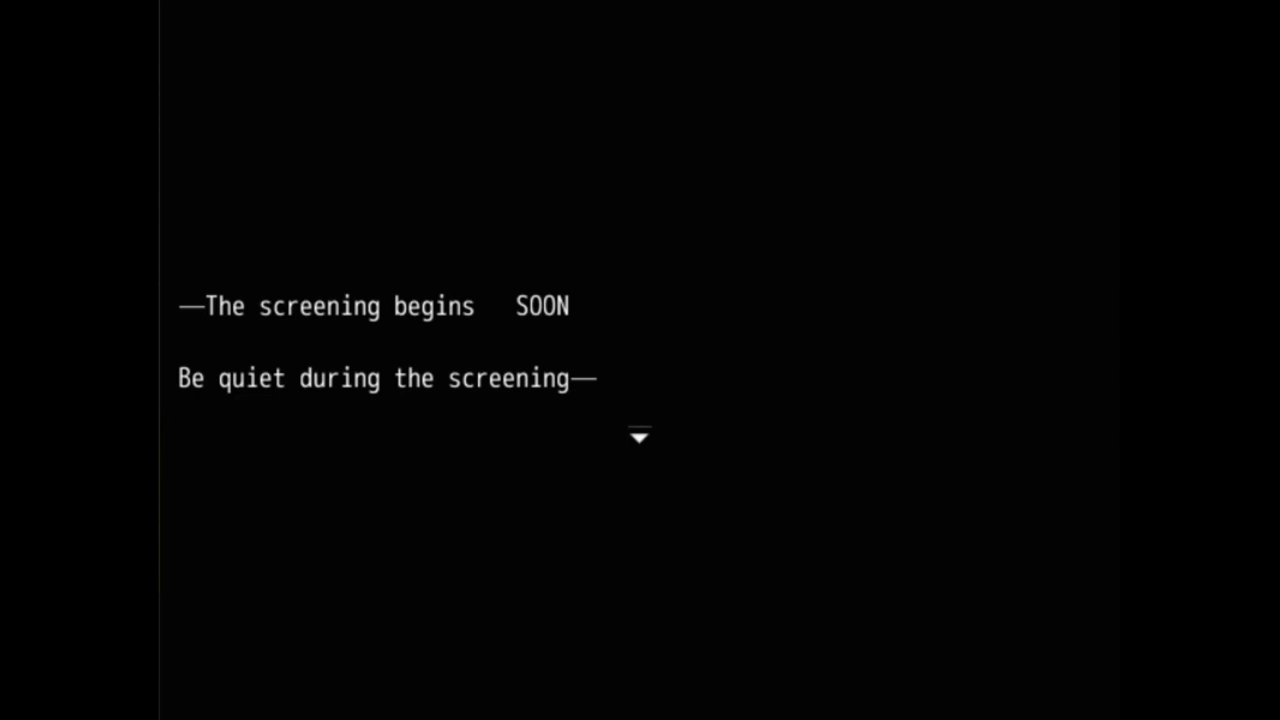 —The screening begins   SOON
Be quiet during the screening—